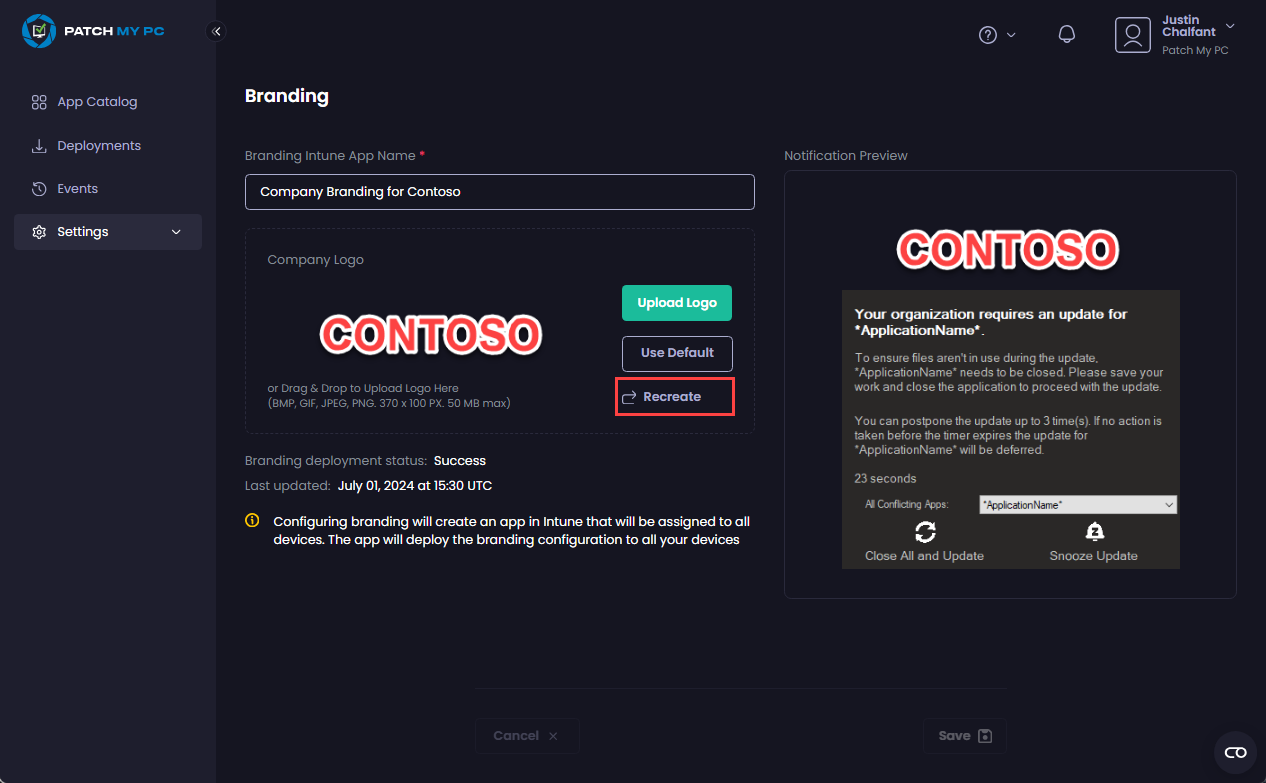 PATCH MY PC
Justin
Chalfant
Patch My PC
App Catalog
Deployments
Events
Settings
Branding
Branding Intune App Name *
Company Branding for Contoso
Company Logo
CONTOSO
Upload Logo
Use Default
Recreate
or Drag & Drop to Upload Logo Here
(BMP, GIF, JPEG, PNG. 370 x 100 PX. 50 MB max)
Branding deployment status: Success
Last updated: July 01, 2024 at 15:30 UTC
Configuring branding will create an app in Intune that will be assigned to all
devices. The app will deploy the branding configuration to all your devices
Notification Preview
CONTOSO
Your organization requires an update for
*ApplicationName*.
To ensure files aren't in use during the update,
*ApplicationName* needs to be closed. Please save your
work and close the application to proceed with the update.
You can postpone the update up to 3 time(s). If no action is
taken before the timer expires the update for
*ApplicationName* will be deferred.
23 seconds
All Conflicting Apps: *ApplicationName*
Close All and Update
Snooze Update
Cancel
Save